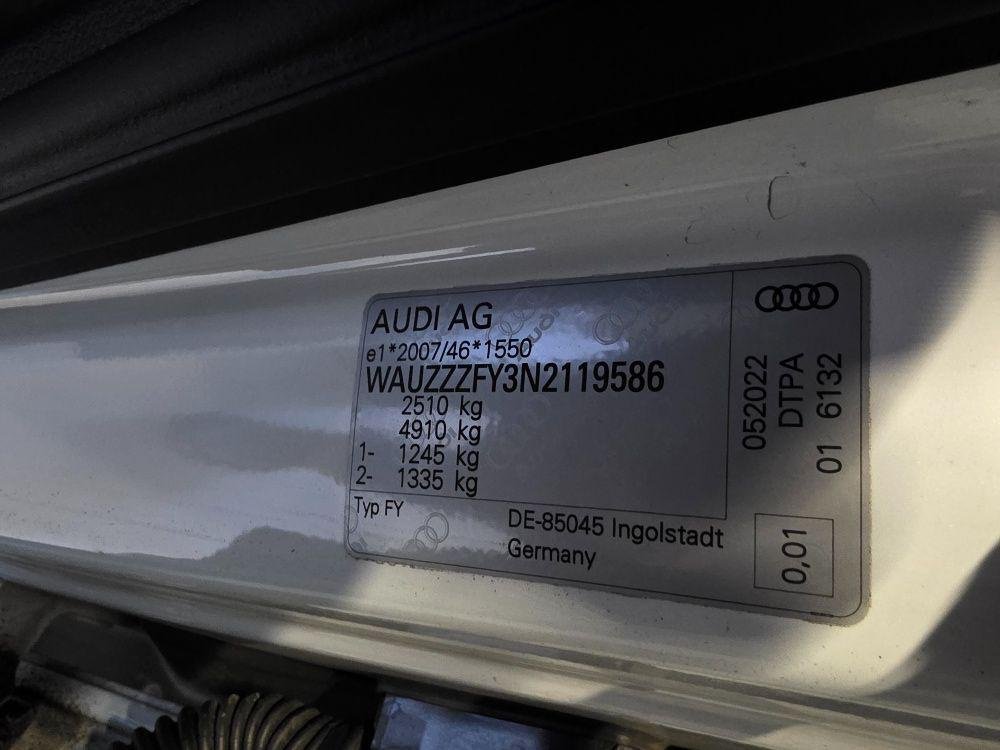 AUDI AG
e1*2007/46*1550
WAUZZZFY3N2119586
2510 kg
4910 kg
1- 1245 kg
2- 1335 kg
Typ FY
DE-85045 Ingolstadt
Germany
052022
DTPA
01 6132
0,01